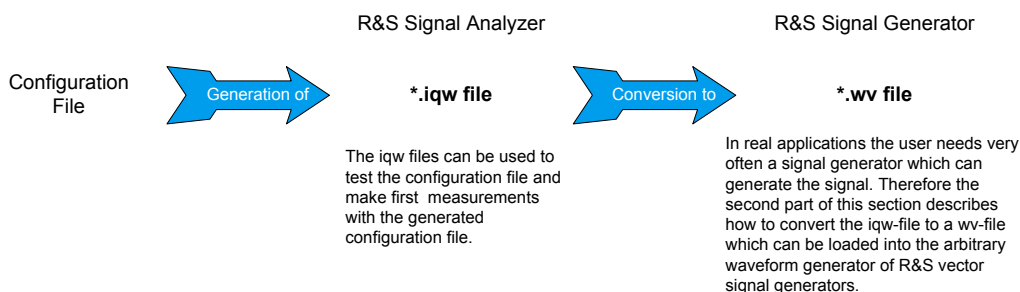 R&S Signal Analyzer
R&S Signal Generator
Configuration
File
Generation of
*.iqw file
Conversion to
*.wv file
The iqw files can be used to
test the configuration file and
make first measurements
with the generated
configuration file.
In real applications the user needs very
often a signal generator which can
generate the signal. Therefore the
second part of this section describes
how to convert the iqw-file to a wv-file
which can be loaded into the arbitrary
waveform generator of R&S vector
signal generators.